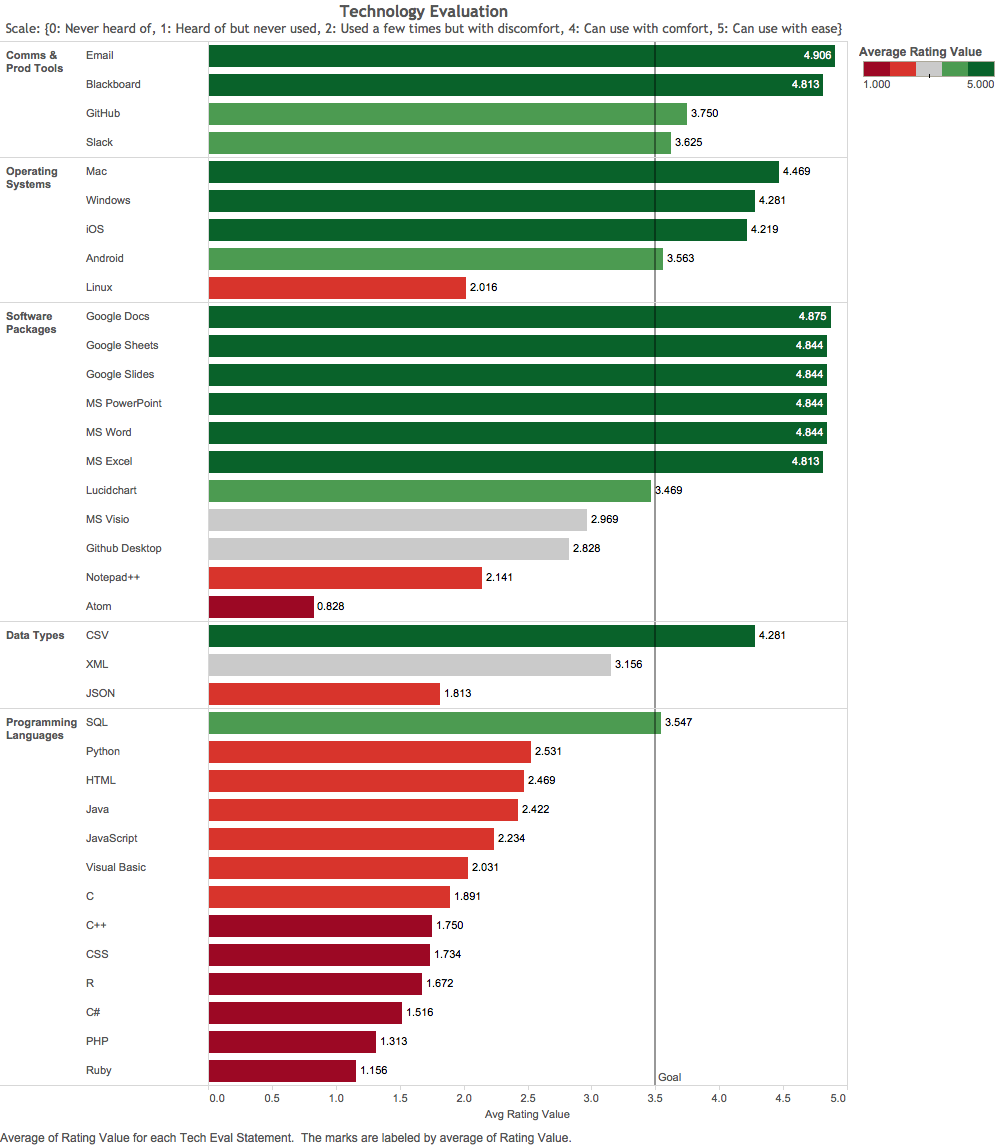 Technology Evaluation
Scale: {0: Never heard of, 1: Heard of but never used, 2: Used a few times but with discomfort, 4: Can use with comfort, 5: Can use with ease}
Average Rating Value
1.000 5.000
Comms &
Prod Tools
Email 4.906
Blackboard 4.813
GitHub 3.750
Slack 3.625
Operating
Systems
Mac 4.469
Windows 4.281
iOS 4.219
Android 3.563
Linux 2.016
Software
Packages
Google Docs 4.875
Google Sheets 4.844
Google Slides 4.844
MS PowerPoint 4.844
MS Word 4.844
MS Excel 4.813
Lucidchart 3.469
MS Visio 2.969
Github Desktop 2.828
Notepad++ 2.141
Atom 0.828
Data Types
CSV 4.281
XML 3.156
JSON 1.813
Programming
Languages
SQL 3.547
Python 2.531
HTML 2.469
Java 2.422
JavaScript 2.234
Visual Basic 2.031
C 1.891
C++ 1.750
CSS 1.734
R 1.672
C# 1.516
PHP 1.313
Ruby 1.156
Goal
0.0 0.5 1.0 1.5 2.0 2.5 3.0 3.5 4.0 4.5 5.0
Avg Rating Value
Average of Rating Value for each Tech Eval Statement.  The marks are labeled by average of Rating Value.